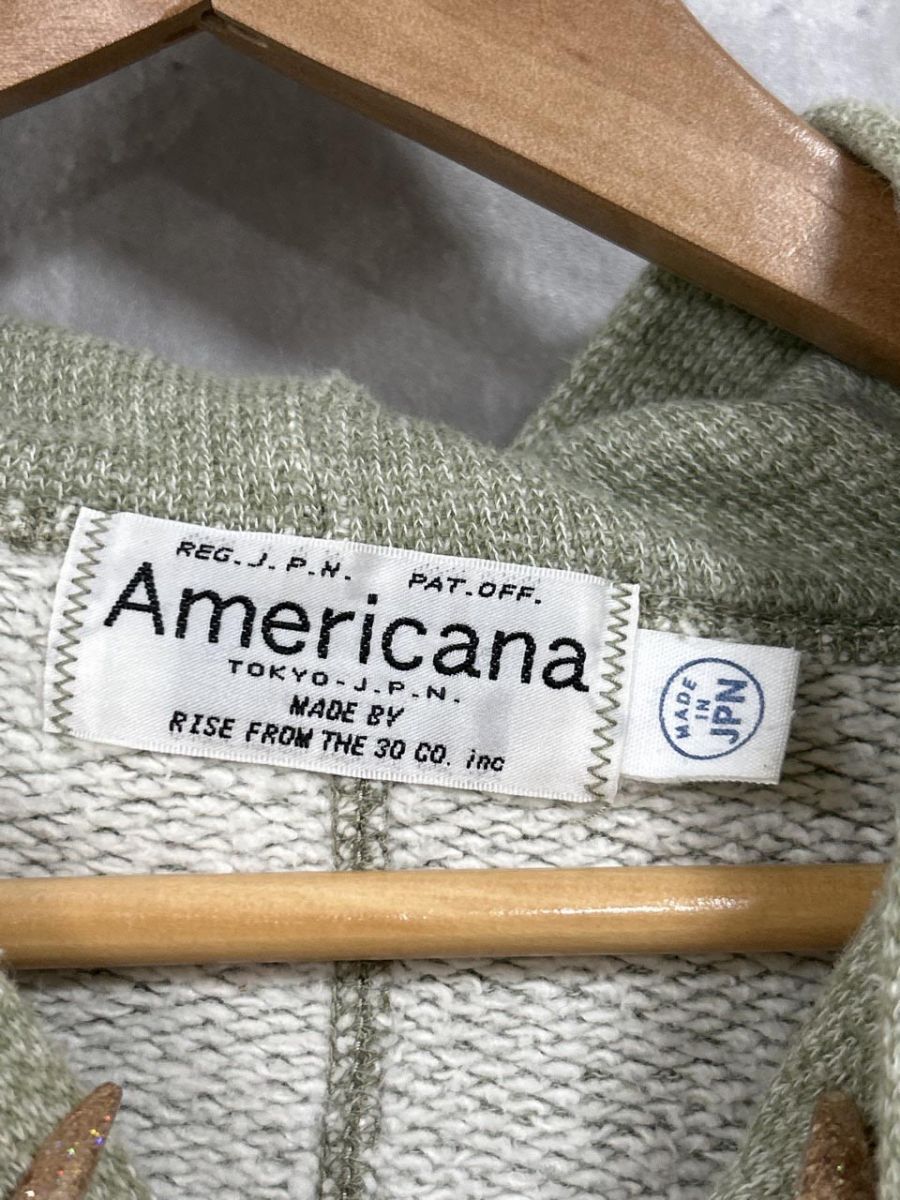 REG.J.P.N. PAT.OFF.
Americana
TOKYO-J.P.N.
MADE BY
RISE FROM THE 30 CO. inc
MADE
IN
JPN